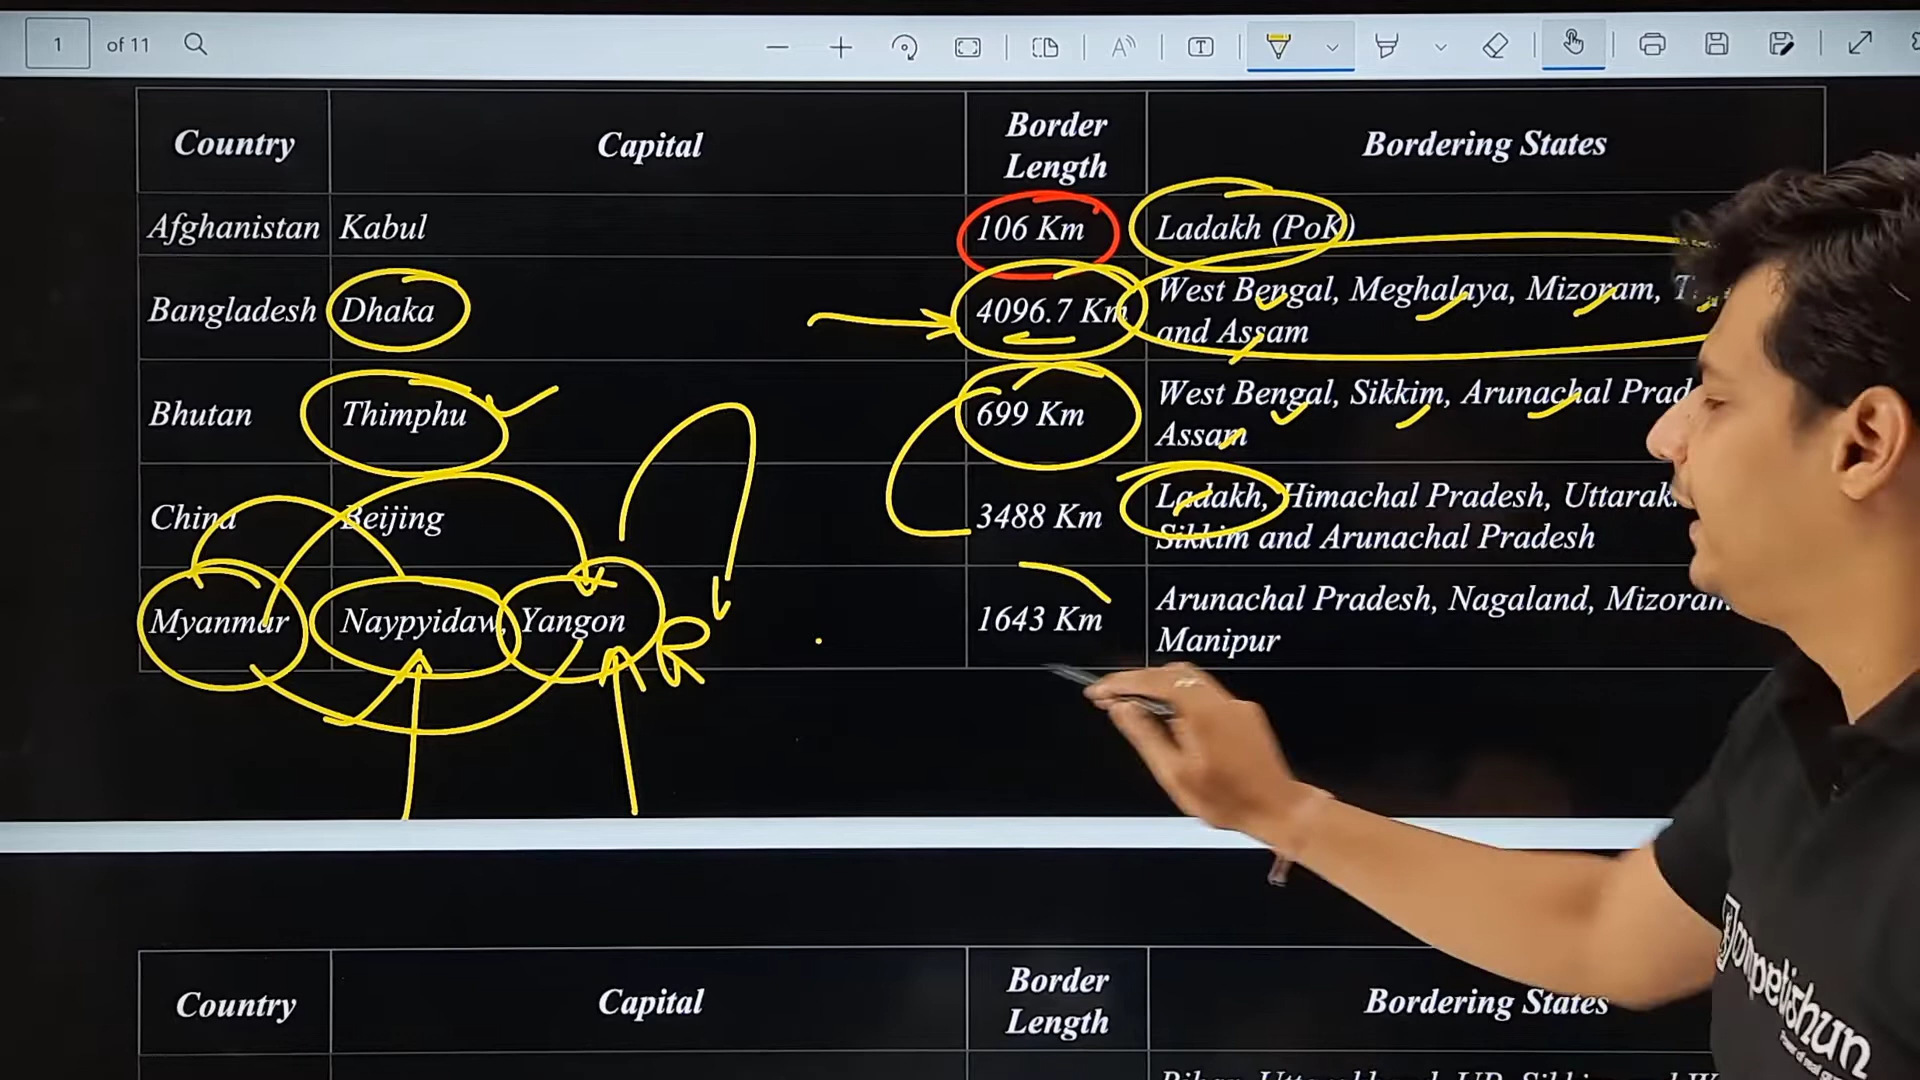 1 of 11
Country Capital Border Length Bordering States
Afghanistan Kabul 106 Km Ladakh (PoK)
Bangladesh Dhaka 4096.7 Km West Bengal, Meghalaya, Mizoram,
and Assam
Bhutan Thimphu 699 Km West Bengal, Sikkim, Arunachal
Assam
China Beijing 3488 Km Ladakh, Himachal Pradesh,
Sikkim and Arunachal Pradesh
Myanmar Naypyidaw, Yangon 1643 Km Arunachal Pradesh, Nagaland, Mizoram
Manipur
Country Capital Border Length Bordering States
Competishun